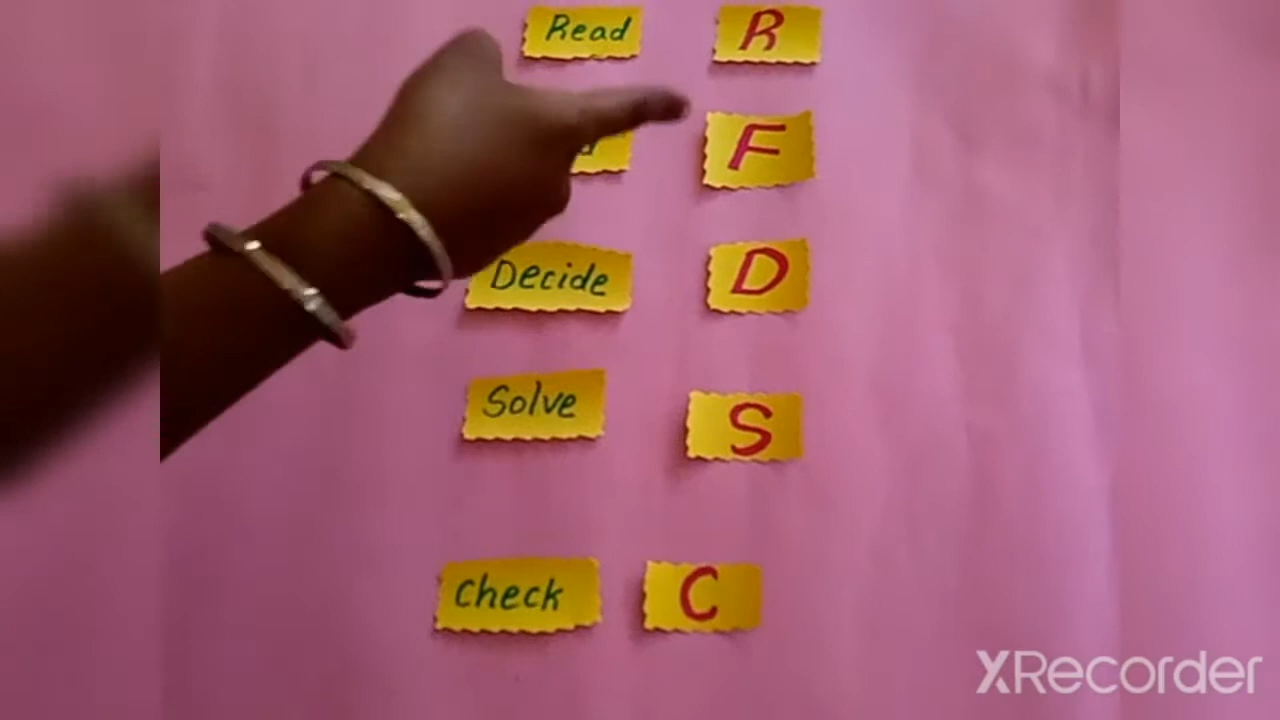 Read R
F
Decide D
Solve S
Check C
XRecorder